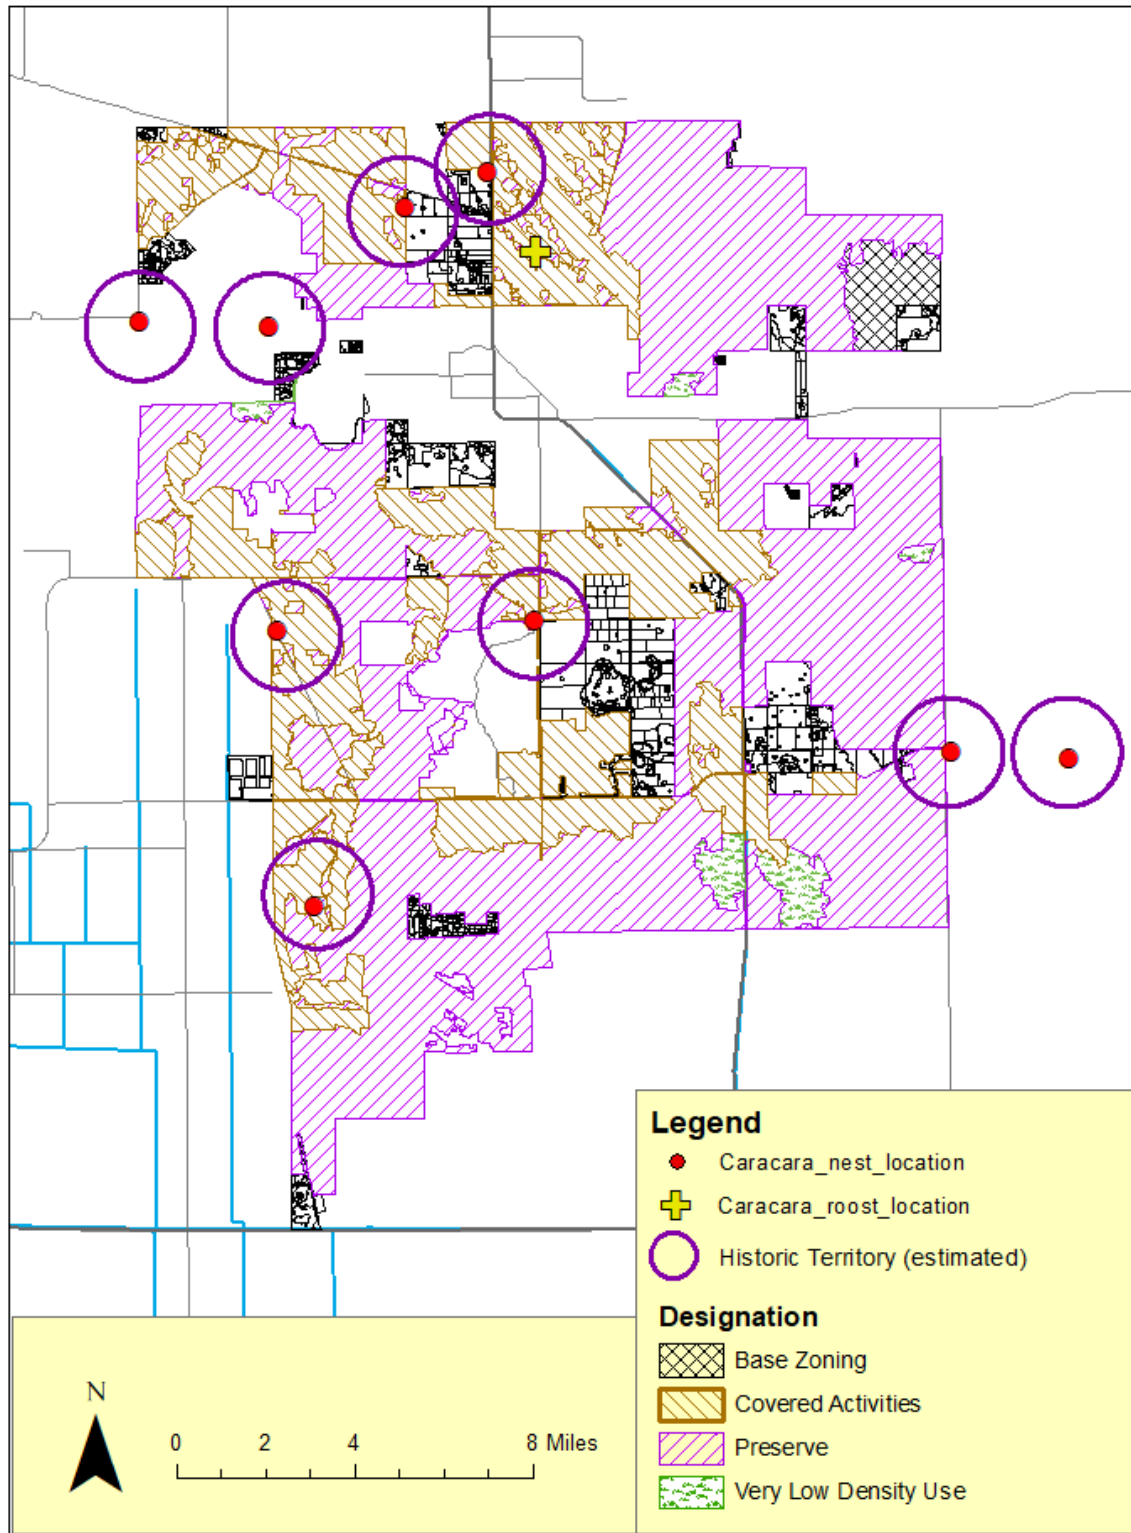 Legend
Caracara_nest_location
Caracara_roost_location
Historic Territory (estimated)
Designation
Base Zoning
Covered Activities
Preserve
Very Low Density Use
N
0 2 4 8 Miles